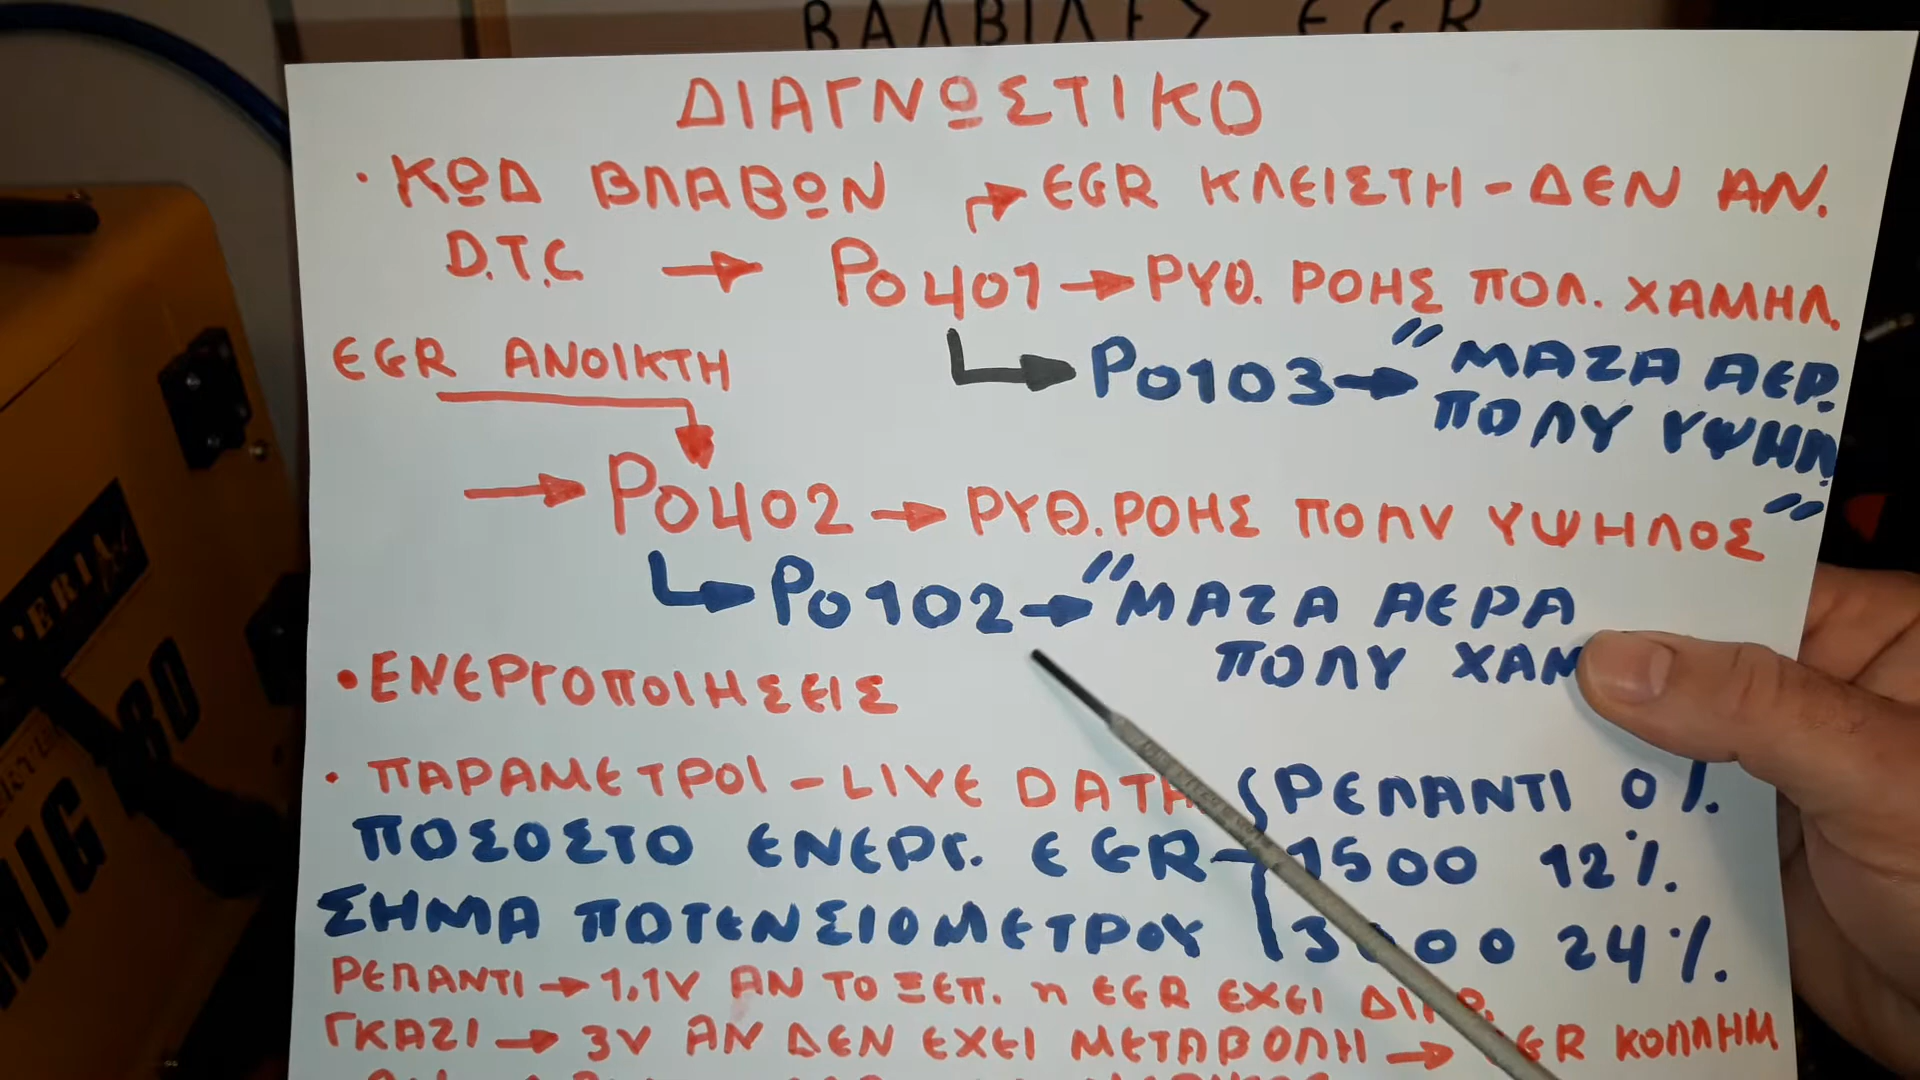 ΒΑΛΒΙΔΕΣ EGR
ΔΙΑΓΝΩΣΤΙΚΟ
• ΚΩΔ ΒΛΑΒΩΝ
EGR ΚΛΕΙΣΤΗ - ΔΕΝ ΑΝ.
D.T.C → P0401 → ΡΥΘ. ΡΟΗΣ ΠΟΛ. ΧΑΜΗΛ.
EGR ΑΝΟΙΚΤΗ
P0103 → "ΜΑΖΑ ΑΕΡ.
ΠΟΛΥ ΥΨΗΛ
→ P0402 → ΡΥΘ. ΡΟΗΣ ΠΟΛΥ ΥΨΗΛΟΣ"
P0102 → "ΜΑΖΑ ΑΕΡΑ
ΠΟΛΥ ΧΑΜ
• ΕΝΕΡΓΟΠΟΙΗΣΕΙΣ
• ΠΑΡΑΜΕΤΡΟΙ - LIVE DATA
ΡΕΛΑΝΤΙ 0%.
ΠΟΣΟΣΤΟ ΕΝΕΡΓ. EGR - 1500 12%.
ΣΗΜΑ ΠΟΤΕΝΣΙΟΜΕΤΡΟΥ 3000 24%.
ΡΕΛΑΝΤΙ → 1.1V ΑΝ ΤΟ ΞΕΠ. η EGR ΕΧΕΙ
ΓΚΑΖΙ → 3V ΑΝ ΔΕΝ ΕΧΕΙ ΜΕΤΑΒΟΛΗ → EGR ΚΟΛΛΗΜ